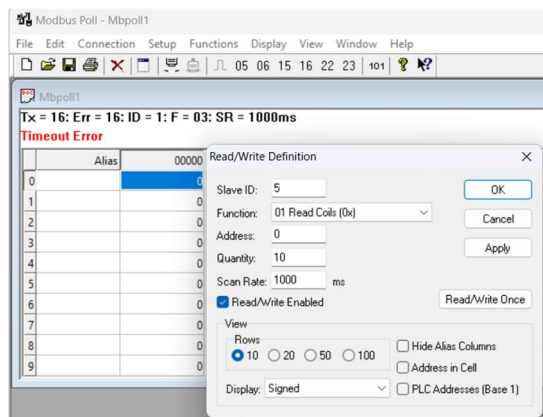 Modbus Poll - Mbpoll1
File Edit Connection Setup Functions Display View Window Help
05 06 15 16 22 23 101
Mbpoll1
Tx = 16: Err = 16: ID = 1: F = 03: SR = 1000ms
Timeout Error
Alias 00000
0 0
1 0
2 0
3 0
4 0
5 0
6 0
7 0
8 0
9 0
Read/Write Definition
Slave ID: 5
OK
Function: 01 Read Coils (0x)
Cancel
Address: 0
Quantity: 10
Apply
Scan Rate: 1000 ms
Read/Write Enabled
Read/Write Once
View
Rows
10 20 50 100
Hide Alias Columns
Address in Cell
Display: Signed
PLC Addresses (Base 1)